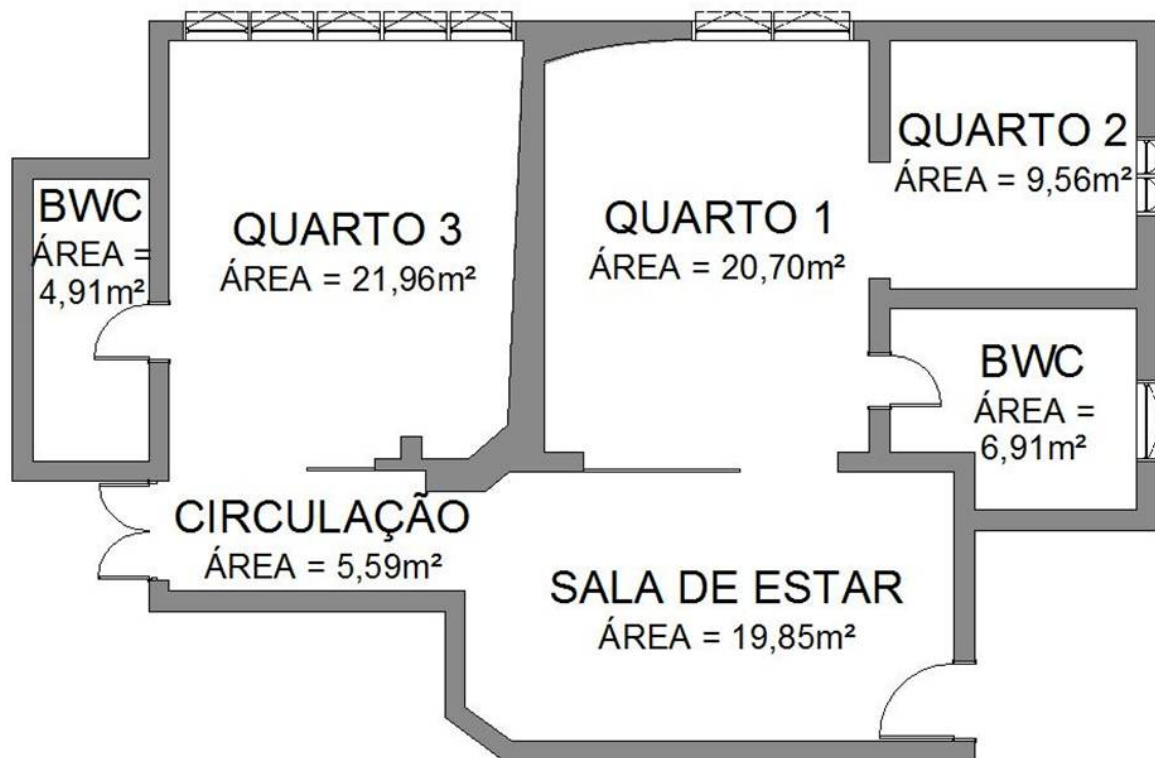 QUARTO 2
ÁREA = 9,56m²
BWC
ÁREA =
4,91m²
QUARTO 3
ÁREA = 21,96m²
QUARTO 1
ÁREA = 20,70m²
BWC
ÁREA =
6,91m²
CIRCULAÇÃO
ÁREA = 5,59m²
SALA DE ESTAR
ÁREA = 19,85m²